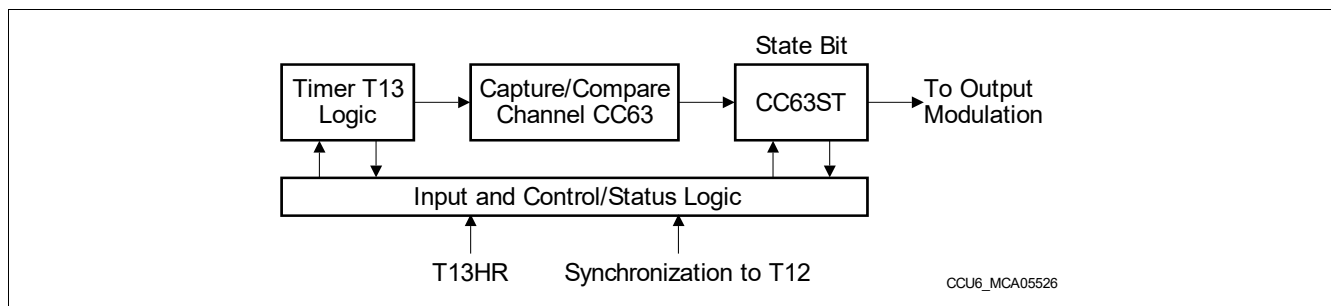 State Bit
Timer T13
Logic
Capture/Compare
Channel CC63
CC63ST
To Output
Modulation
Input and Control/Status Logic
T13HR
Synchronization to T12
CCU6_MCA05526